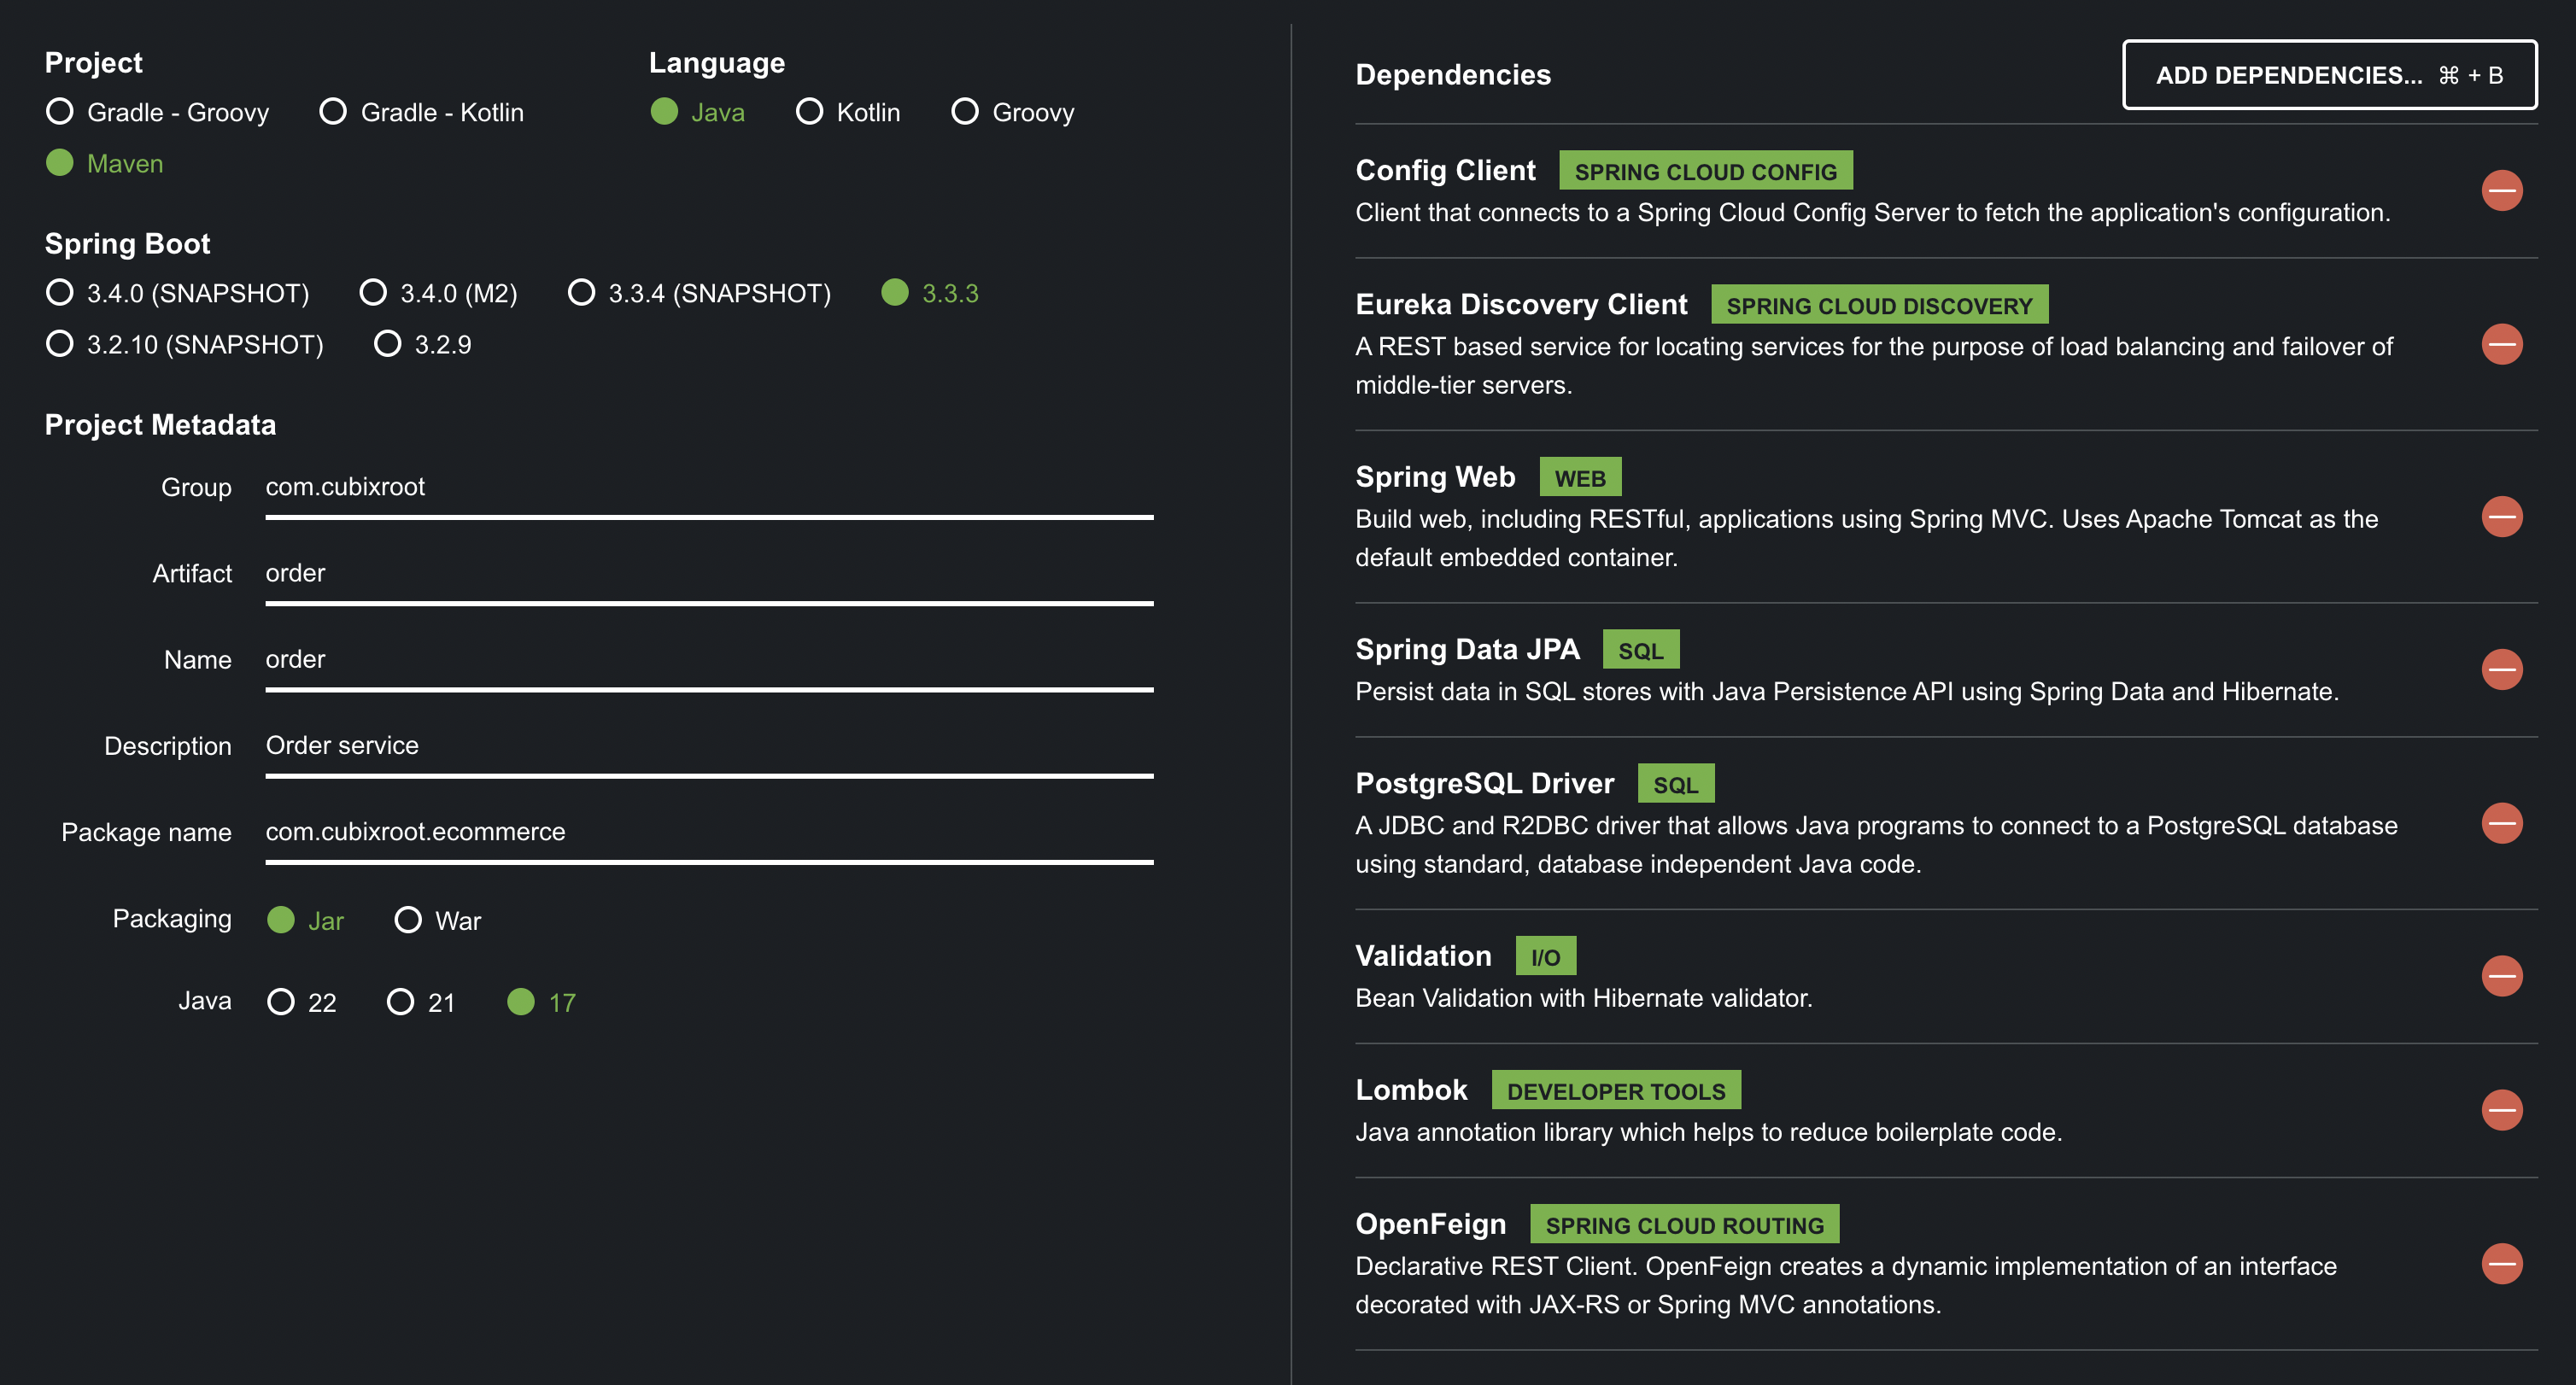 Project
Gradle - Groovy Gradle - Kotlin
Maven
Language
Java Kotlin Groovy
Spring Boot
3.4.0 (SNAPSHOT) 3.4.0 (M2) 3.3.4 (SNAPSHOT) 3.3.3
3.2.10 (SNAPSHOT) 3.2.9
Project Metadata
Group com.cubixroot
Artifact order
Name order
Description Order service
Package name com.cubixroot.ecommerce
Packaging Jar War
Java 22 21 17
Dependencies ADD DEPENDENCIES... ⌘ + B
Config Client SPRING CLOUD CONFIG
Client that connects to a Spring Cloud Config Server to fetch the application's configuration.
Eureka Discovery Client SPRING CLOUD DISCOVERY
A REST based service for locating services for the purpose of load balancing and failover of
middle-tier servers.
Spring Web WEB
Build web, including RESTful, applications using Spring MVC. Uses Apache Tomcat as the
default embedded container.
Spring Data JPA SQL
Persist data in SQL stores with Java Persistence API using Spring Data and Hibernate.
PostgreSQL Driver SQL
A JDBC and R2DBC driver that allows Java programs to connect to a PostgreSQL database
using standard, database independent Java code.
Validation I/O
Bean Validation with Hibernate validator.
Lombok DEVELOPER TOOLS
Java annotation library which helps to reduce boilerplate code.
OpenFeign SPRING CLOUD ROUTING
Declarative REST Client. OpenFeign creates a dynamic implementation of an interface
decorated with JAX-RS or Spring MVC annotations.